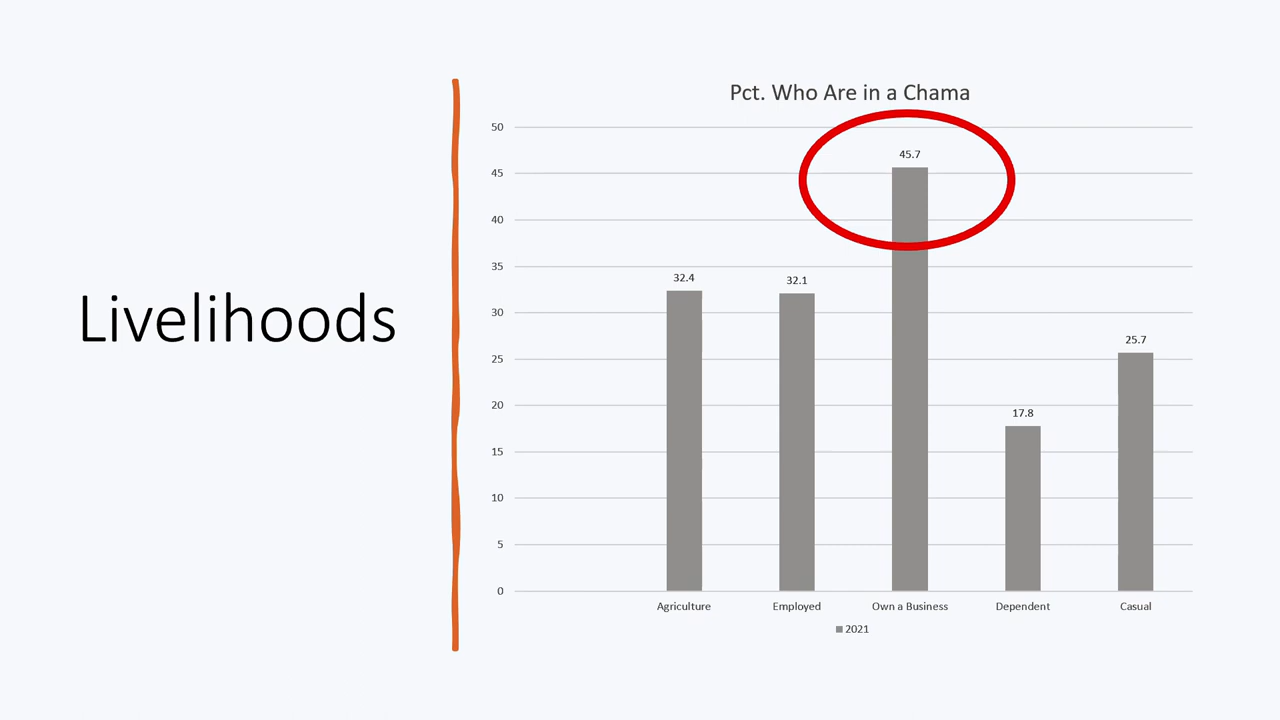 Livelihoods
Pct. Who Are in a Chama
50
45
40
35
30
25
20
15
10
5
0
32.4
32.1
45.7
17.8
25.7
Agriculture
Employed
Own a Business
Dependent
Casual
2021